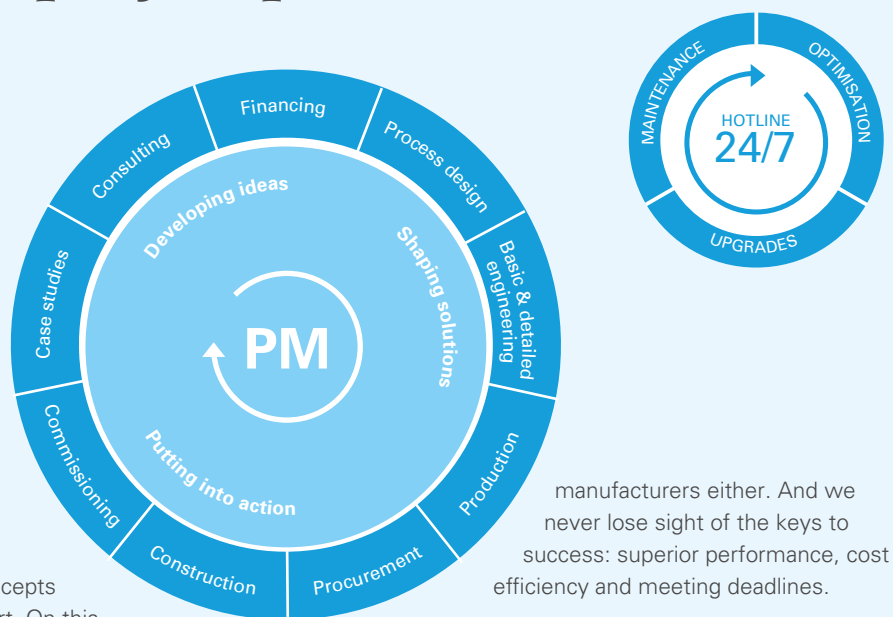 Financing
Process design
Basic & detailed
engineering
Production
Procurement
Construction
Commissioning
Case studies
Consulting
Developing ideas
Shaping solutions
Putting into action
PM
MAINTENANCE
OPTIMISATION
UPGRADES
HOTLINE
24/7
manufacturers either. And we
never lose sight of the keys to
success: superior performance, cost
efficiency and meeting deadlines.